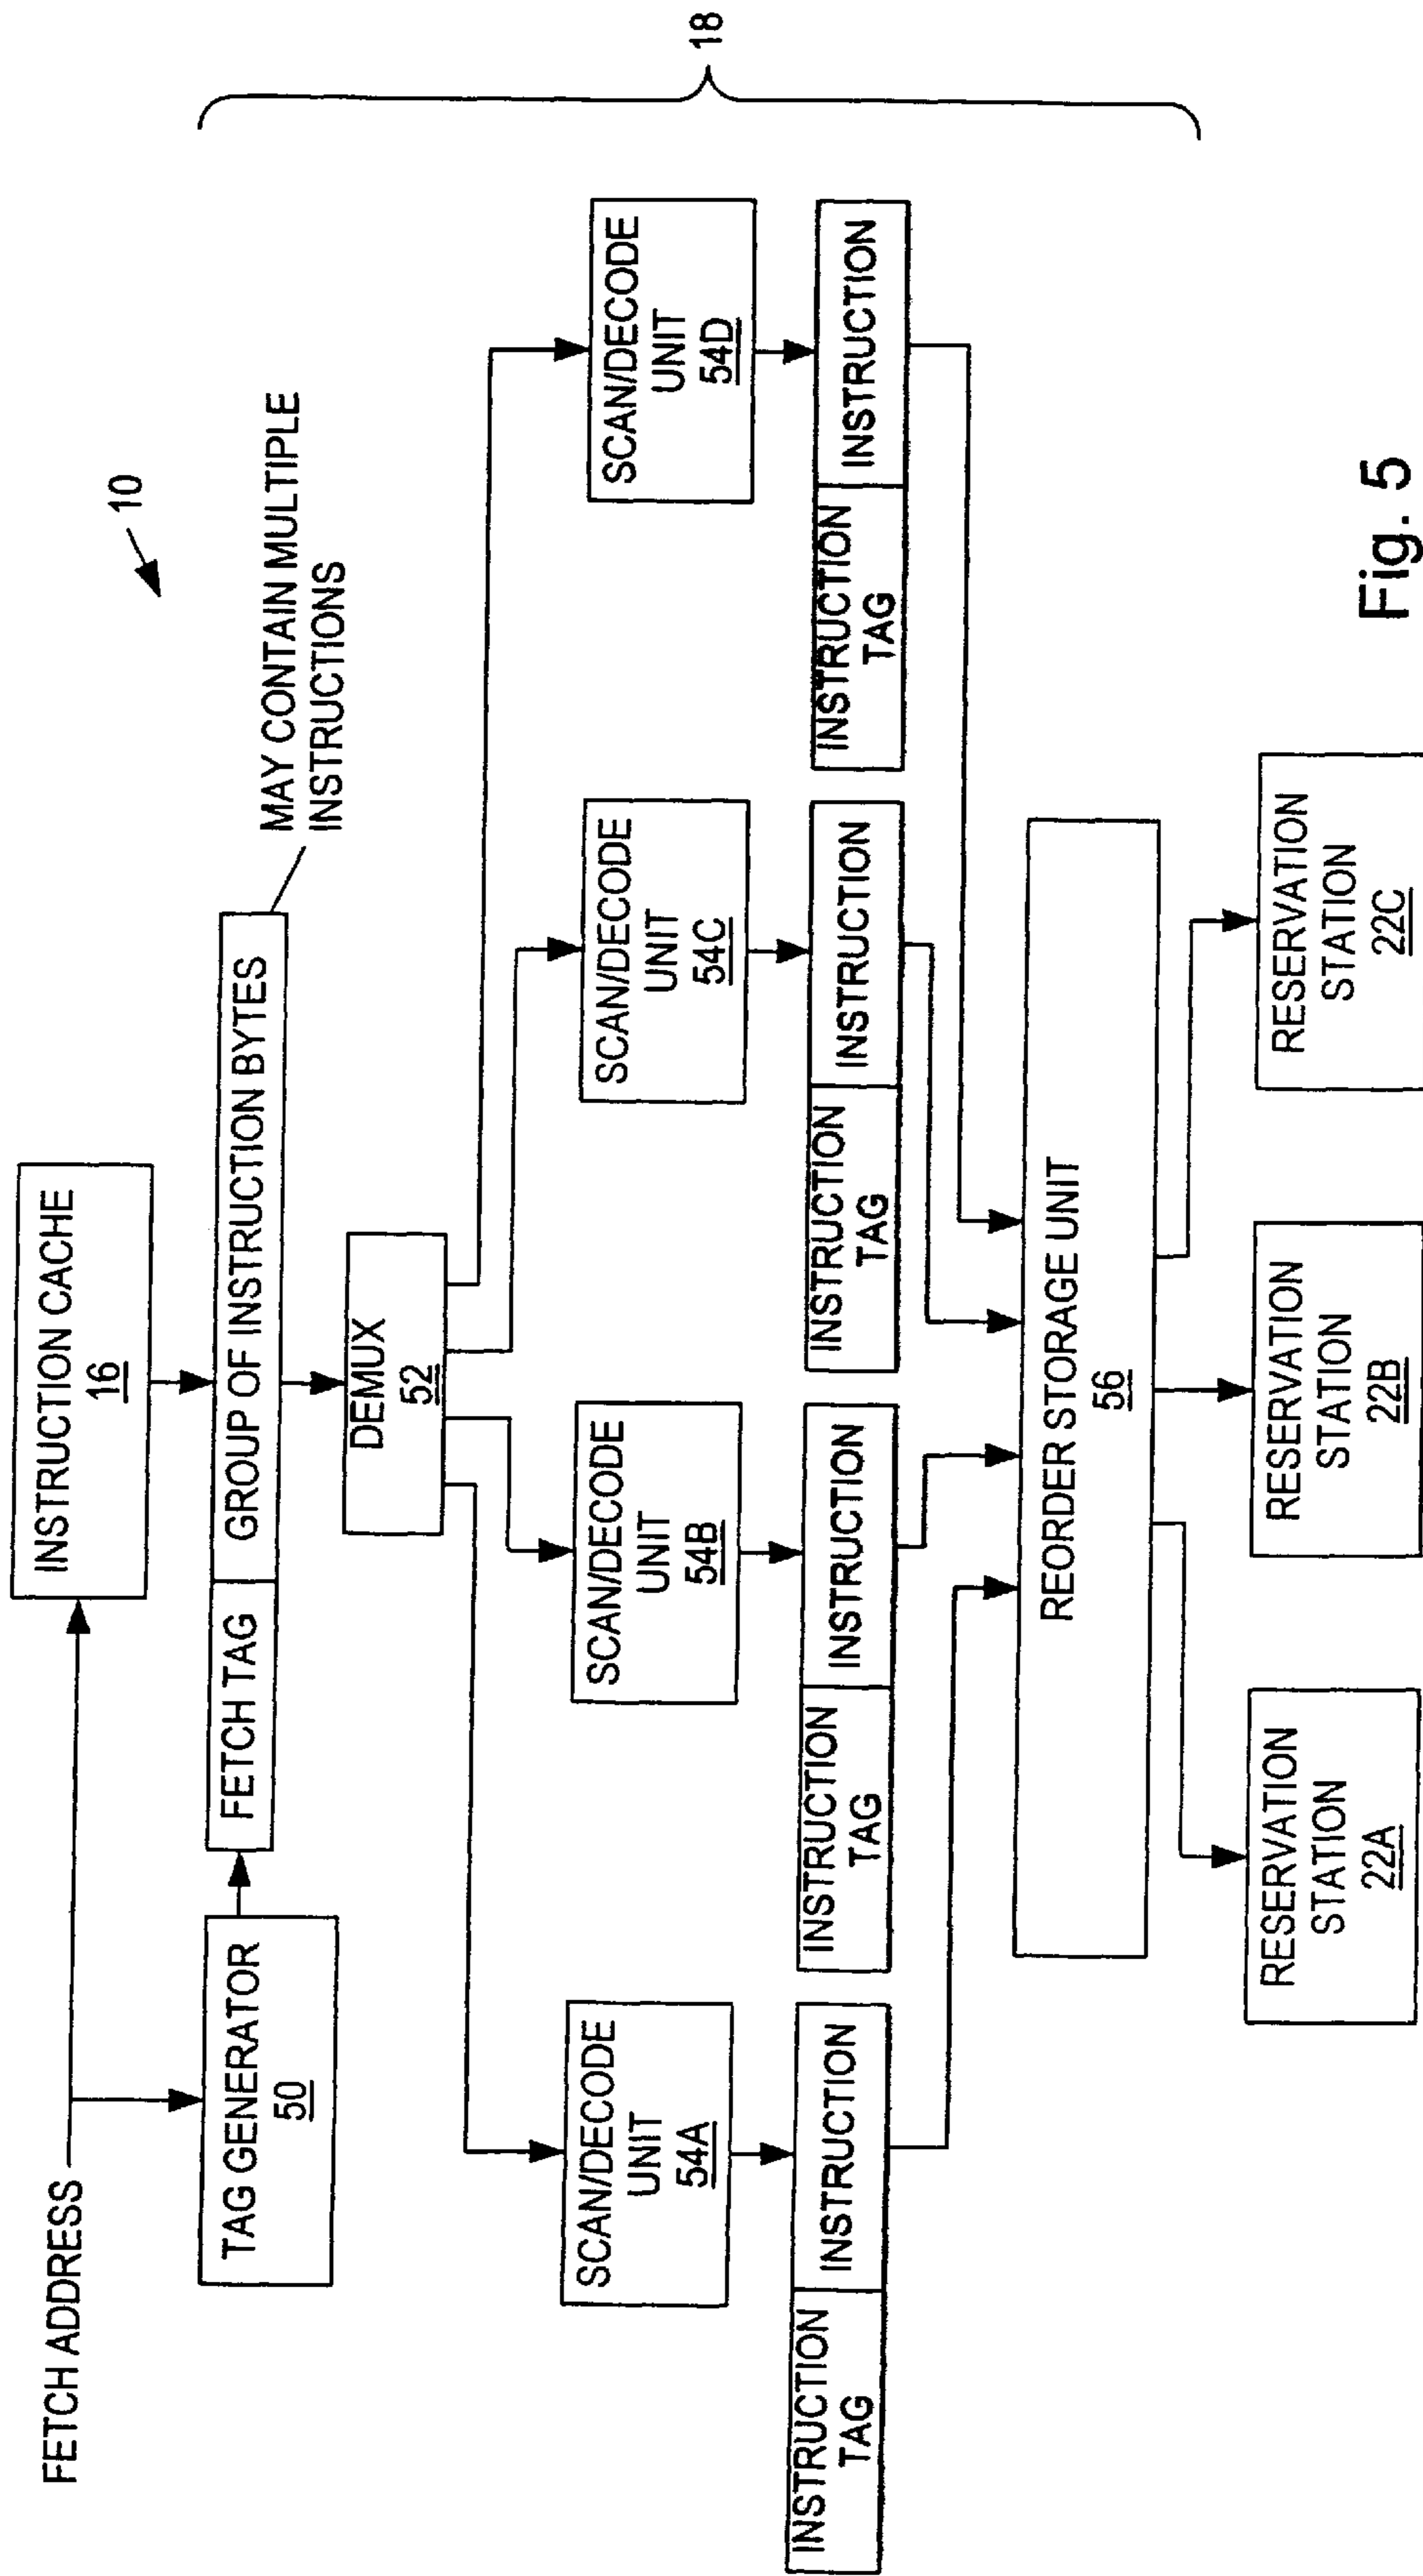 10
18
FETCH ADDRESS
INSTRUCTION CACHE
16
TAG GENERATOR
50
FETCH TAG
GROUP OF INSTRUCTION BYTES
MAY CONTAIN MULTIPLE
INSTRUCTIONS
DEMUX
52
SCAN/DECODE
UNIT
54A
SCAN/DECODE
UNIT
54B
SCAN/DECODE
UNIT
54C
SCAN/DECODE
UNIT
54D
INSTRUCTION
TAG
INSTRUCTION
INSTRUCTION
TAG
INSTRUCTION
INSTRUCTION
TAG
INSTRUCTION
INSTRUCTION
TAG
INSTRUCTION
REORDER STORAGE UNIT
56
RESERVATION
STATION
22A
RESERVATION
STATION
22B
RESERVATION
STATION
22C
Fig. 5